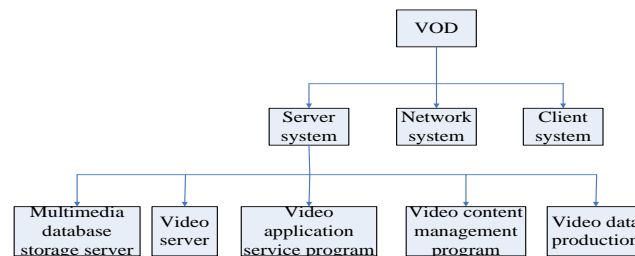 VOD
Server
system
Network
system
Client
system
Multimedia
database
storage server
Video
server
Video
application
service program
Video content
management
program
Video data
production